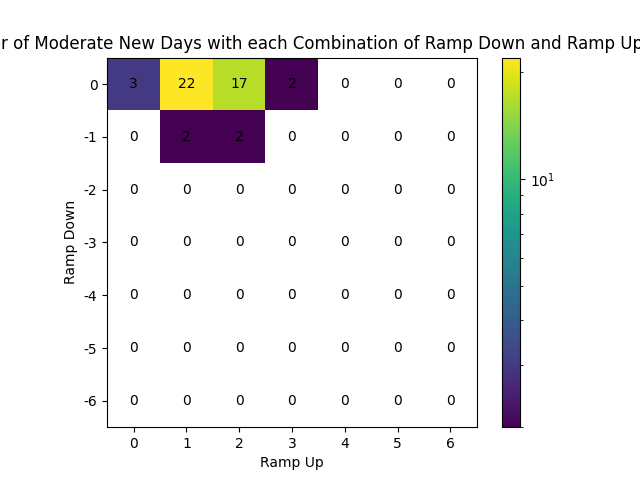 r of Moderate New Days with each Combination of Ramp Down and Ramp Up
0 3 22 17 2 0 0 0
-1 0 2 2 0 0 0 0
-2 0 0 0 0 0 0 0
-3 0 0 0 0 0 0 0
-4 0 0 0 0 0 0 0
-5 0 0 0 0 0 0 0
-6 0 0 0 0 0 0 0
0 1 2 3 4 5 6
Ramp Up
Ramp Down
10¹